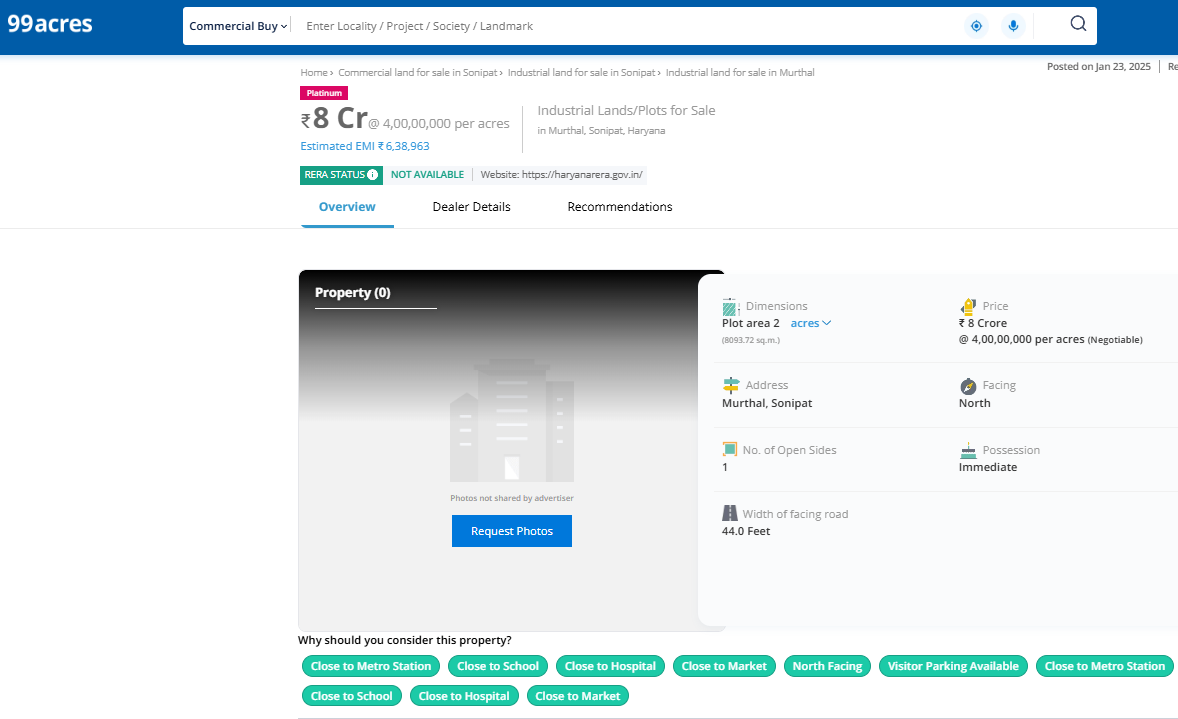 99acres
Commercial Buy
Enter Locality / Project / Society / Landmark
Home › Commercial land for sale in Sonipat › Industrial land for sale in Sonipat › Industrial land for sale in Murthal
Posted on Jan 23, 2025 | Re
Platinum
₹8 Cr @ 4,00,00,000 per acres
Estimated EMI ₹ 6,38,963
Industrial Lands/Plots for Sale
in Murthal, Sonipat, Haryana
RERA STATUS NOT AVAILABLE | Website: https://haryanarera.gov.in/
Overview
Dealer Details
Recommendations
Property (0)
Photos not shared by advertiser
Request Photos
Dimensions
Plot area 2 acres
(8093.72 sq.m.)
Price
₹ 8 Crore
@ 4,00,00,000 per acres (Negotiable)
Address
Murthal, Sonipat
Facing
North
No. of Open Sides
1
Possession
Immediate
Width of facing road
44.0 Feet
Why should you consider this property?
Close to Metro Station Close to School Close to Hospital Close to Market North Facing Visitor Parking Available Close to Metro Station
Close to School Close to Hospital Close to Market